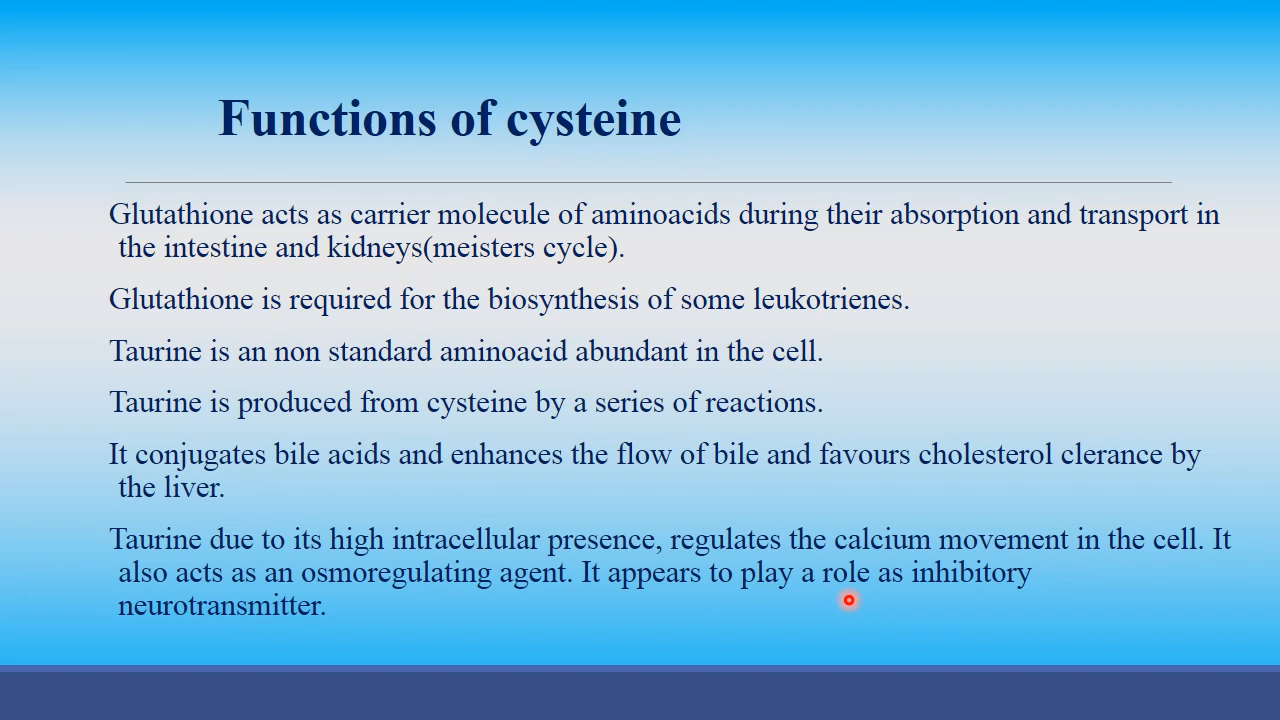 Functions of cysteine
Glutathione acts as carrier molecule of aminoacids during their absorption and transport in
the intestine and kidneys(meisters cycle).
Glutathione is required for the biosynthesis of some leukotrienes.
Taurine is an non standard aminoacid abundant in the cell.
Taurine is produced from cysteine by a series of reactions.
It conjugates bile acids and enhances the flow of bile and favours cholesterol clerance by
the liver.
Taurine due to its high intracellular presence, regulates the calcium movement in the cell. It
also acts as an osmoregulating agent. It appears to play a role as inhibitory
neurotransmitter.